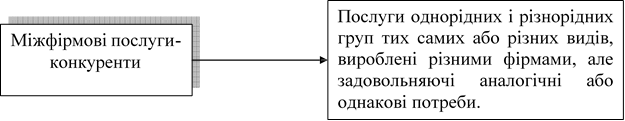 Міжфірмові послуги-
конкуренти
Послуги однорідних і різнорідних
груп тих самих або різних видів,
вироблені різними фірмами, але
задовольняючі аналогічні або
однакові потреби.